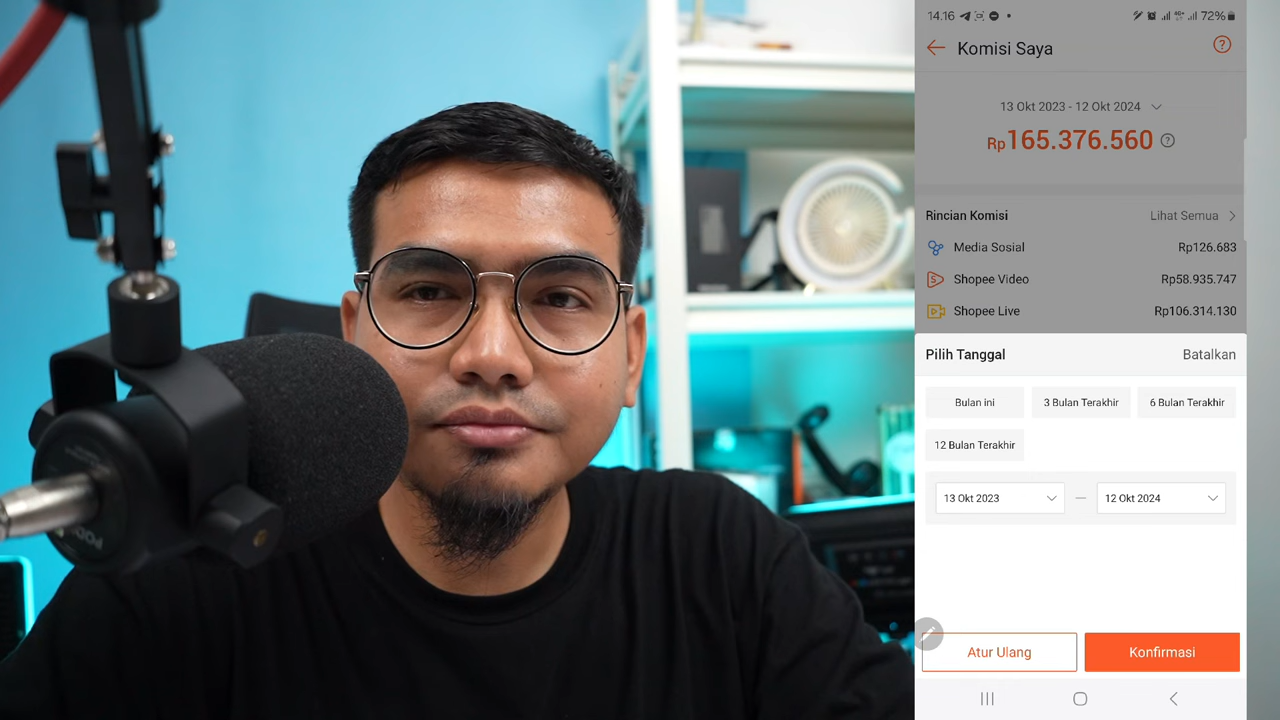 14.16
72%
Komisi Saya
13 Okt 2023 - 12 Okt 2024
Rp165.376.560
Rincian Komisi Lihat Semua
Media Sosial Rp126.683
Shopee Video Rp58.935.747
Shopee Live Rp106.314.130
Pilih Tanggal Batalkan
Bulan ini 3 Bulan Terakhir 6 Bulan Terakhir
12 Bulan Terakhir
13 Okt 2023 — 12 Okt 2024
Atur Ulang Konfirmasi